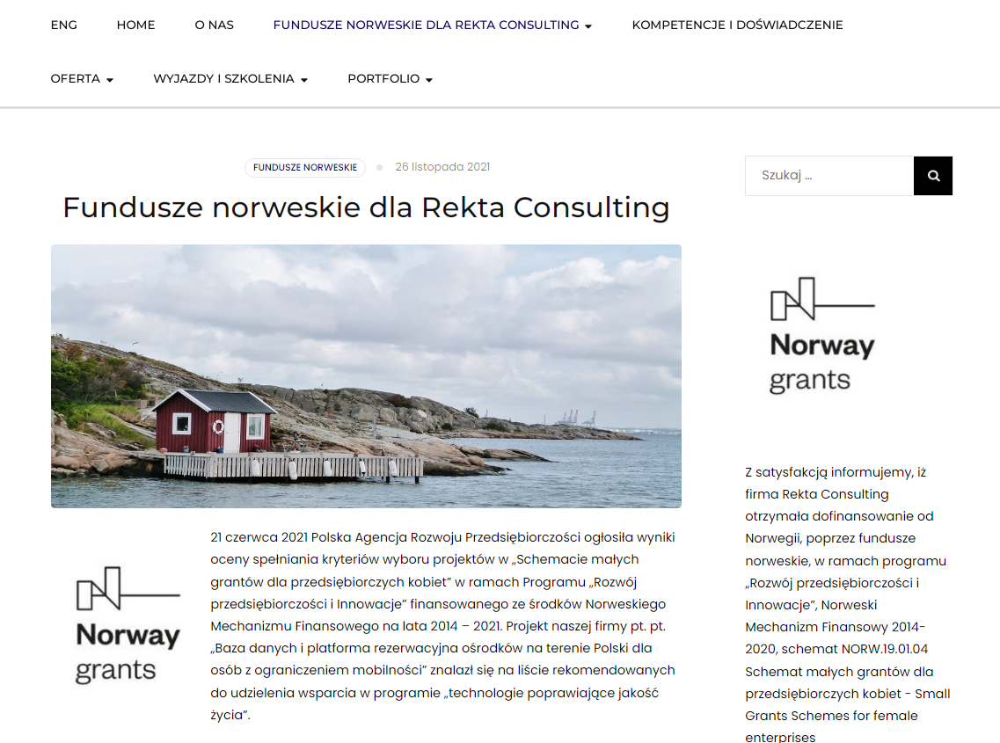 ENG HOME O NAS FUNDUSZE NORWESKIE DLA REKTA CONSULTING KOMPETENCJE I DOŚWIADCZENIE
OFERTA WYJAZDY I SZKOLENIA PORTFOLIO
FUNDUSZE NORWESKIE 26 listopada 2021
Fundusze norweskie dla Rekta Consulting
21 czerwca 2021 Polska Agencja Rozwoju Przedsiębiorczości ogłosiła wyniki
oceny spełniania kryteriów wyboru projektów w „Schemacie małych
grantów dla przedsiębiorczych kobiet” w ramach Programu „Rozwój
przedsiębiorczości i Innowacje” finansowanego ze środków Norweskiego
Mechanizmu Finansowego na lata 2014 – 2021. Projekt naszej firmy pt. pt.
„Baza danych i platforma rezerwacyjna ośrodków na terenie Polski dla
osób z ograniczeniem mobilności” znalazł się na liście rekomendowanych
do udzielenia wsparcia w programie „technologie poprawiające jakość
życia”.
Norway
grants
Szukaj …
Norway
grants
Z satysfakcją informujemy, iż
firma Rekta Consulting
otrzymała dofinansowanie od
Norwegii, poprzez fundusze
norweskie, w ramach programu
„Rozwój przedsiębiorczości i
Innowacje”, Norweski
Mechanizm Finansowy 2014-
2020, schemat NORW.19.01.04
Schemat małych grantów dla
przedsiębiorczych kobiet - Small
Grants Schemes for female
enterprises